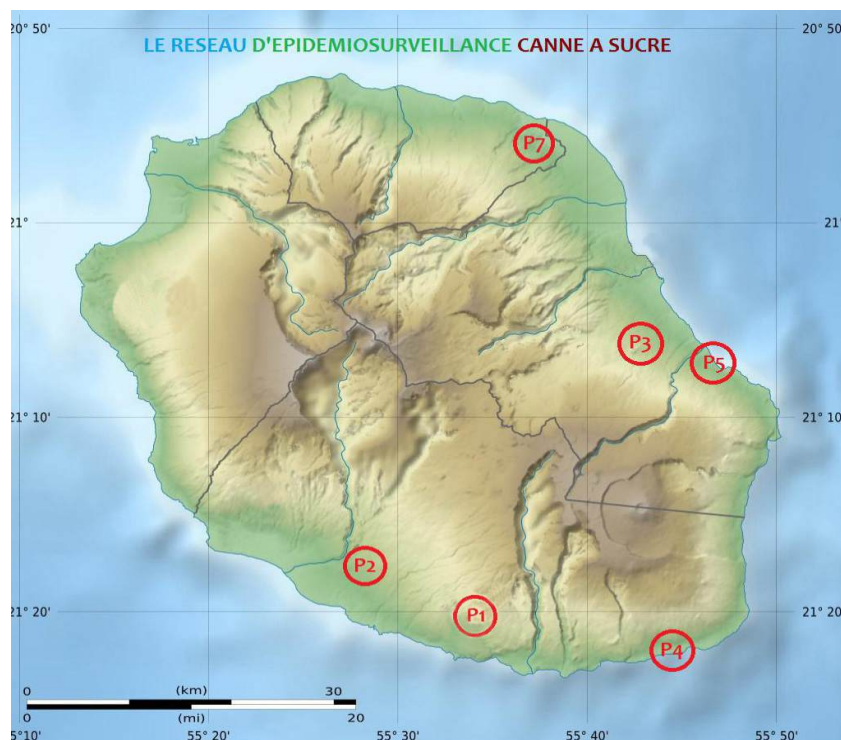 20° 50'
LE RESEAU D'EPIDEMIOSURVEILLANCE CANNE A SUCRE
20° 50'
P7
21°
21°
P3
P5
21° 10'
21° 10'
P2
21° 20'
P1
21° 20'
P4
0 (km) 30
0 (mi) 20
55° 10'
55° 20'
55° 30'
55° 40'
55° 50'